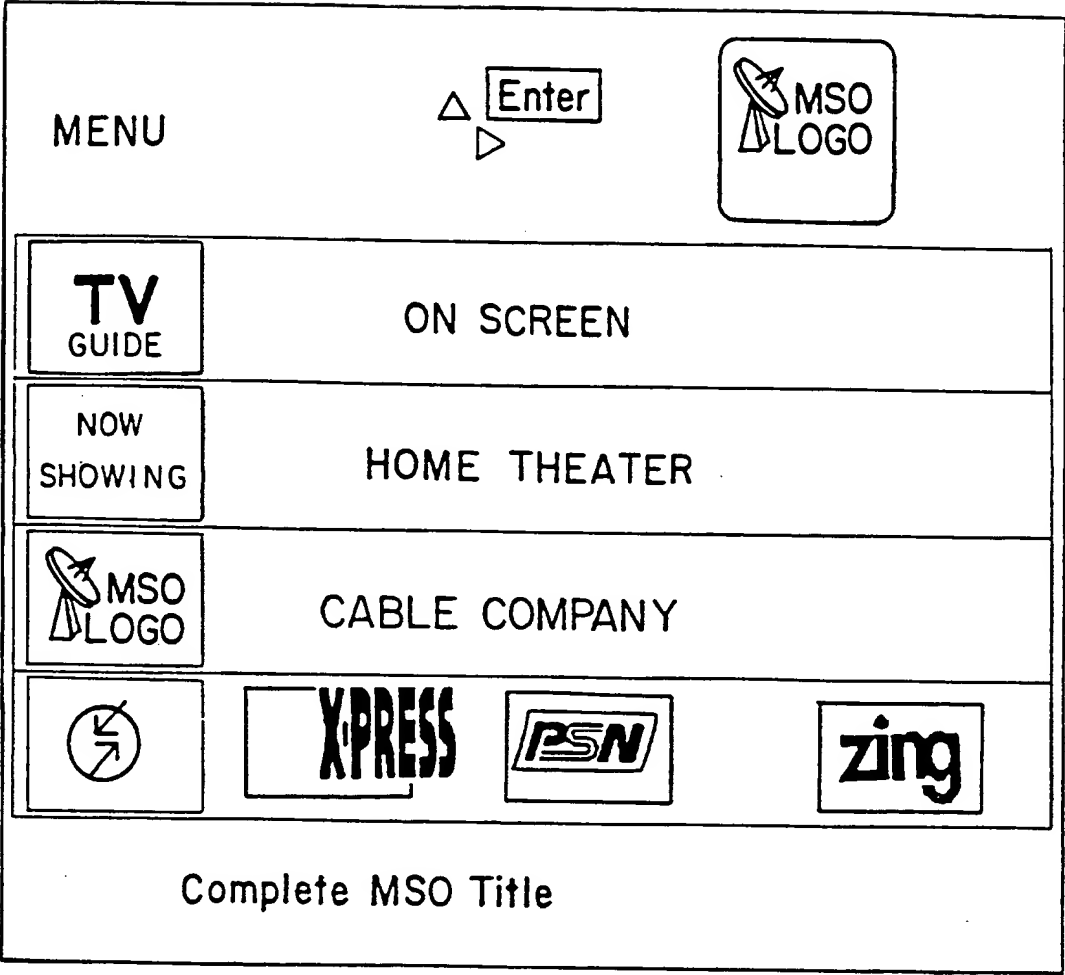 MENU
Enter
MSO
LOGO
TV
GUIDE
ON SCREEN
NOW
SHOWING
HOME THEATER
MSO
LOGO
CABLE COMPANY
X·PRESS
PSN
zing
Complete MSO Title